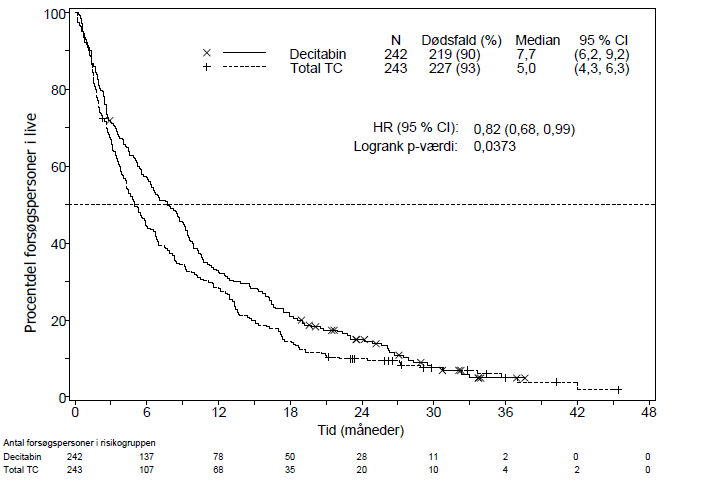 N Dødsfald (%) Median 95 % CI
Decitabin 242 219 (90) 7,7 (6,2, 9,2)
Total TC 243 227 (93) 5,0 (4,3, 6,3)
HR (95 % CI): 0,82 (0,68, 0,99)
Logrank p-værdi: 0,0373
Procentdel forsøgspersoner i live
100
80
60
40
20
0
0 6 12 18 24 30 36 42 48
Tid (måneder)
Antal forsøgspersoner i risikogruppen
Decitabin 242 137 78 50 28 11 2 0 0
Total TC 243 107 68 35 20 10 4 2 0